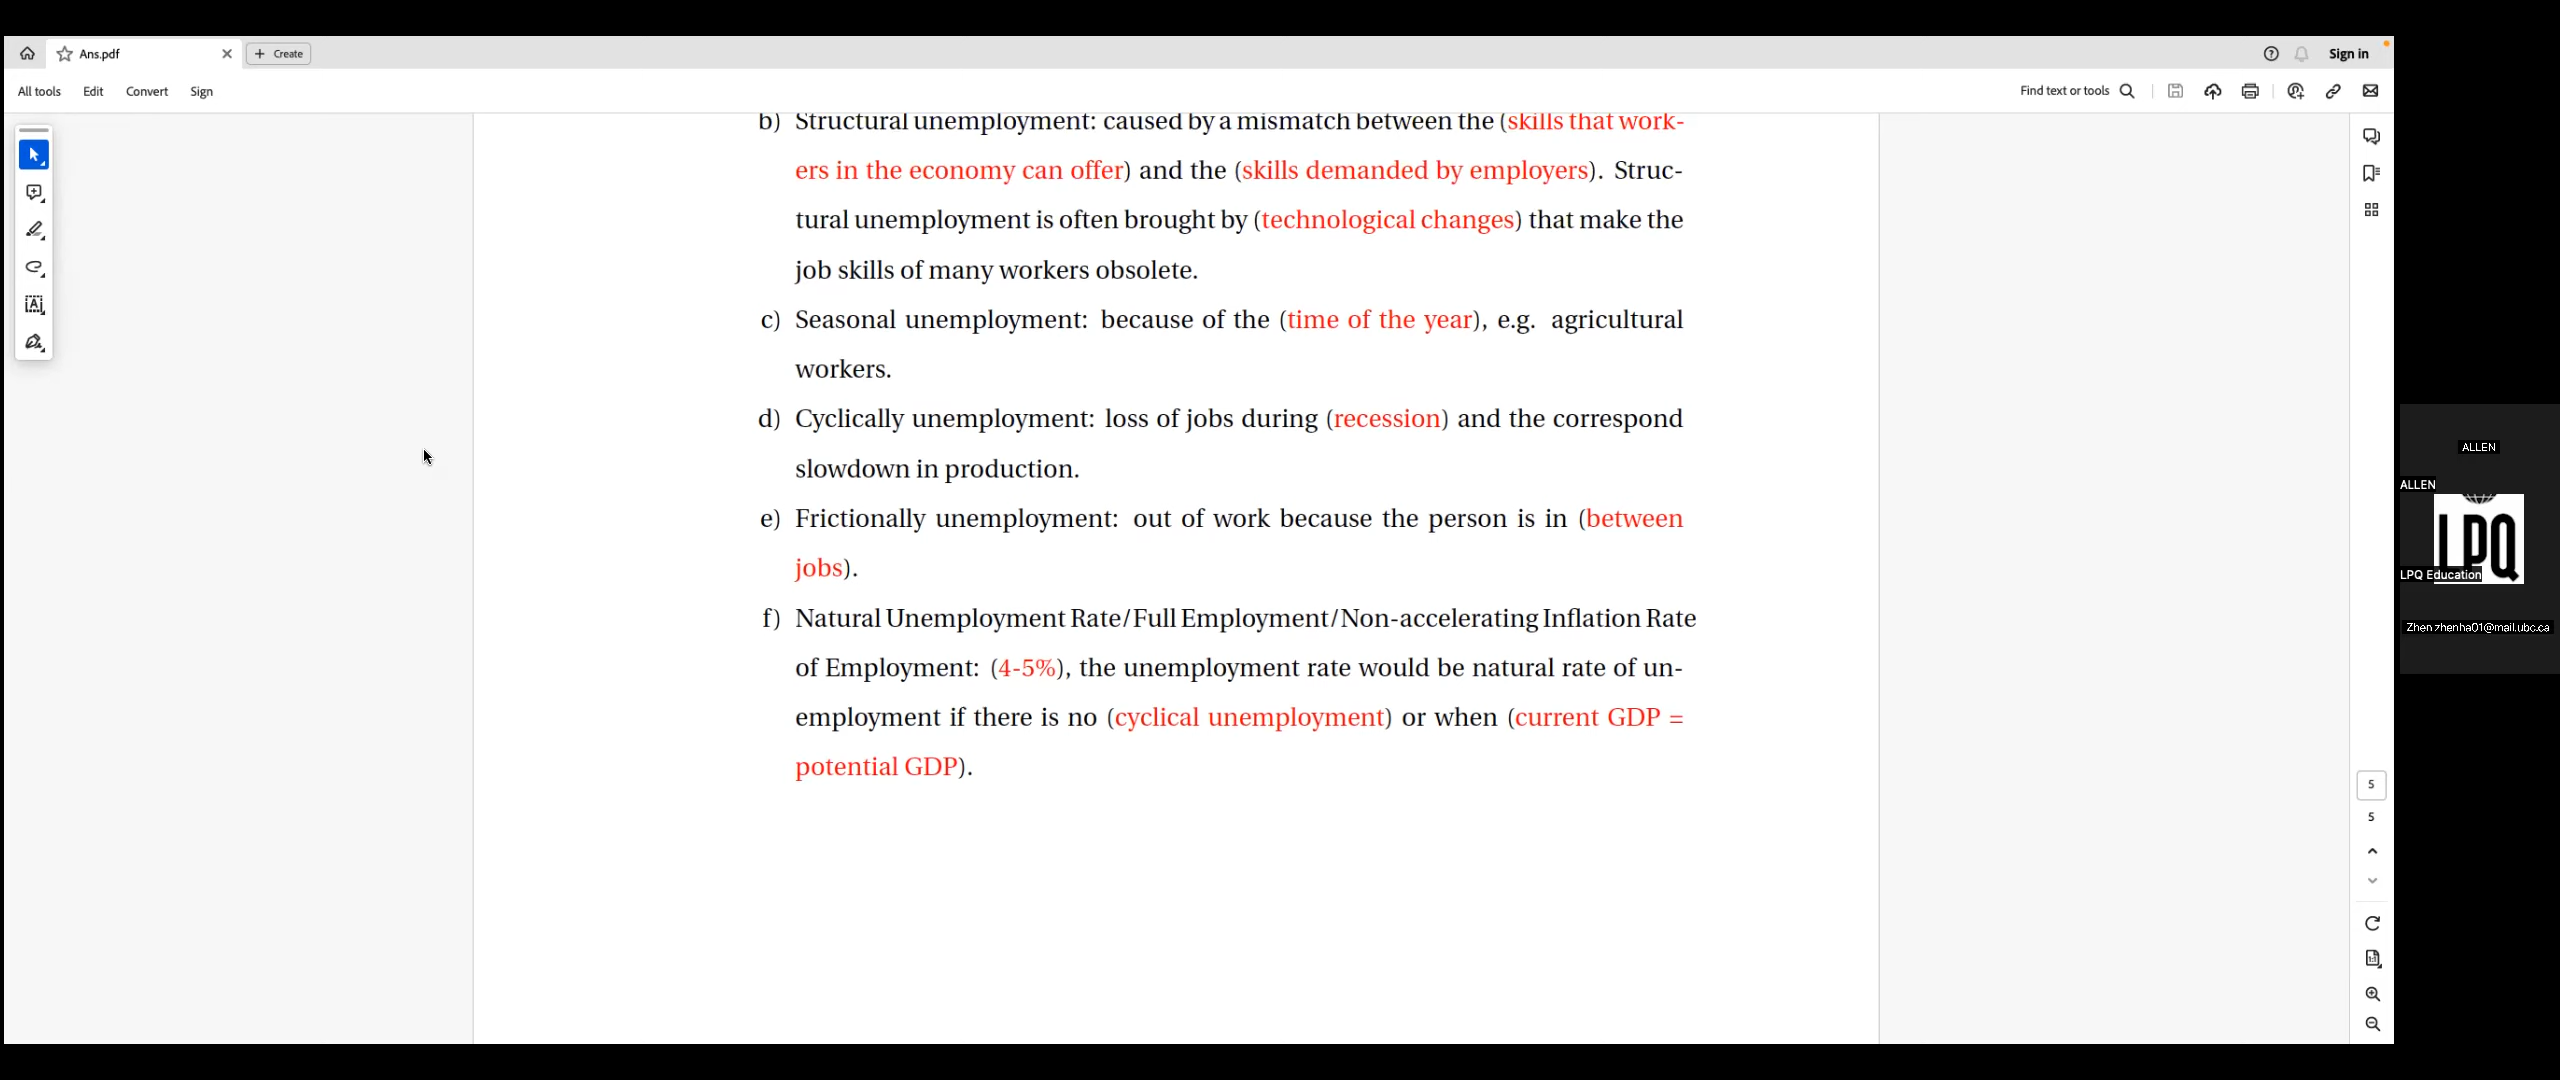 Ans.pdf
Create
Sign in
All tools Edit Convert Sign
Find text or tools
b) Structural unemployment: caused by a mismatch between the (skills that work-
ers in the economy can offer) and the (skills demanded by employers). Struc-
tural unemployment is often brought by (technological changes) that make the
job skills of many workers obsolete.
c) Seasonal unemployment: because of the (time of the year), e.g. agricultural
workers.
d) Cyclically unemployment: loss of jobs during (recession) and the correspond
slowdown in production.
e) Frictionally unemployment: out of work because the person is in (between
jobs).
f) Natural Unemployment Rate/Full Employment/Non-accelerating Inflation Rate
of Employment: (4-5%), the unemployment rate would be natural rate of un-
employment if there is no (cyclical unemployment) or when (current GDP =
potential GDP).
5
5
ALLEN
ALLEN
LPQ
LPQ Education
Zhen zhenha01@mail.ubc.ca